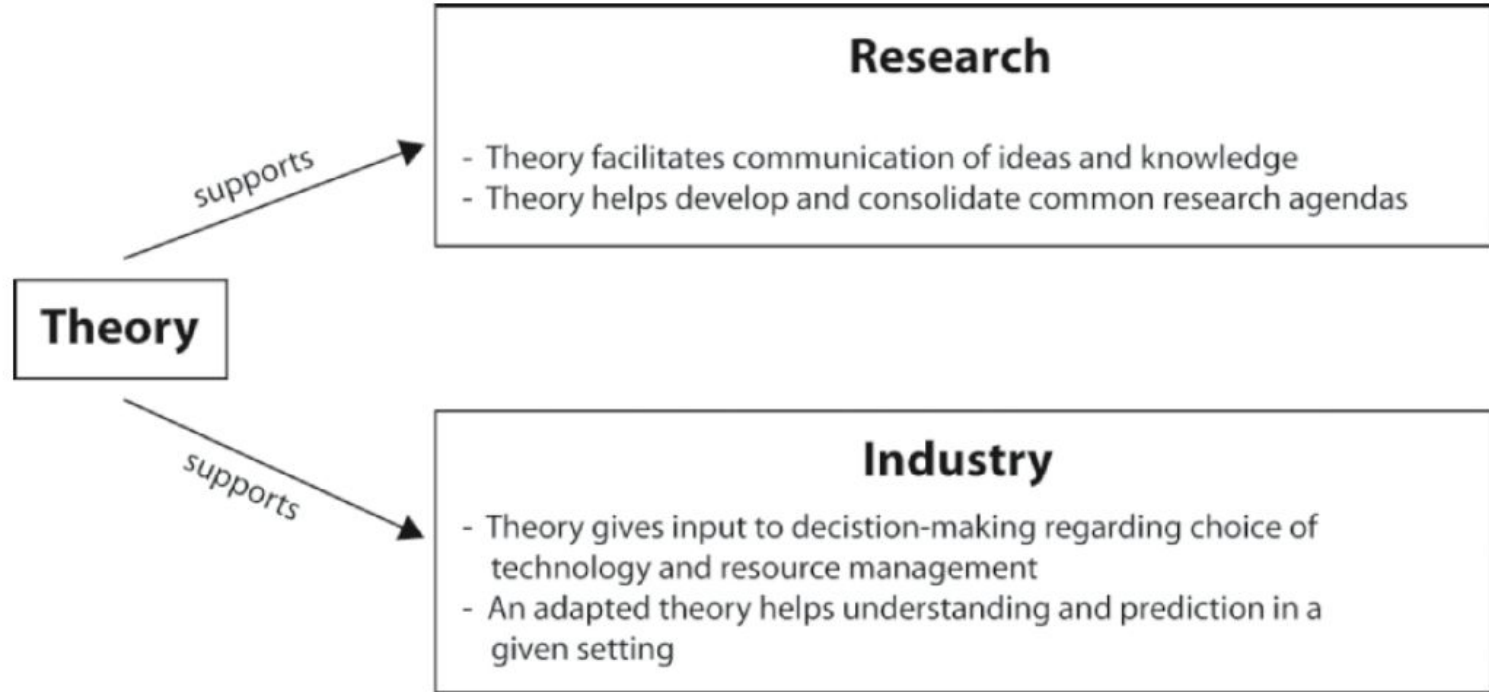 Research
- Theory facilitates communication of ideas and knowledge
- Theory helps develop and consolidate common research agendas
supports
Theory
supports
Industry
- Theory gives input to decistion-making regarding choice of
technology and resource management
- An adapted theory helps understanding and prediction in a
given setting